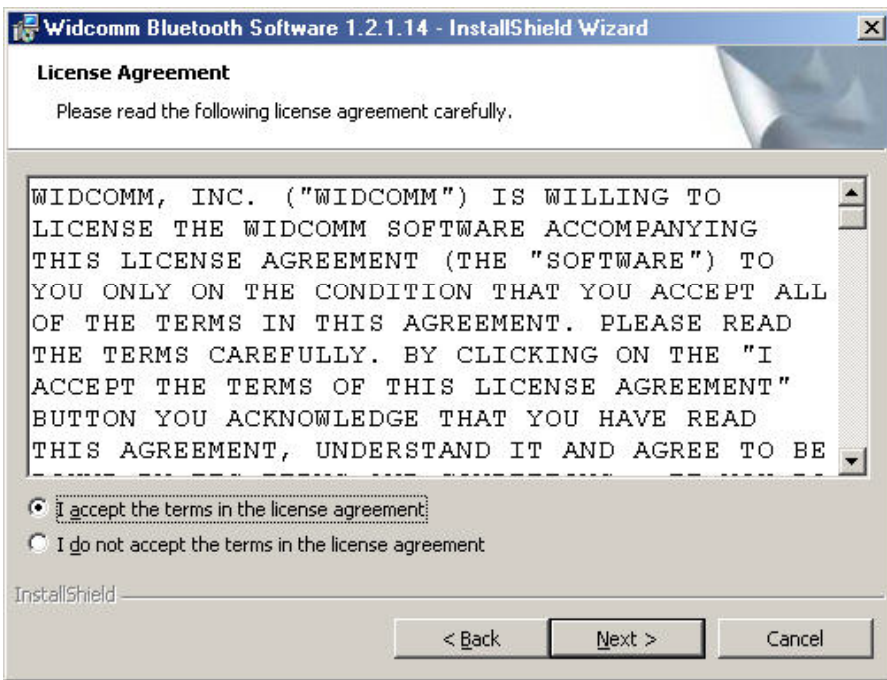 Widcomm Bluetooth Software 1.2.1.14 - InstallShield Wizard
License Agreement
Please read the following license agreement carefully.
WIDCOMM, INC. ("WIDCOMM") IS WILLING TO
LICENSE THE WIDCOMM SOFTWARE ACCOMPANYING
THIS LICENSE AGREEMENT (THE "SOFTWARE") TO
YOU ONLY ON THE CONDITION THAT YOU ACCEPT ALL
OF THE TERMS IN THIS AGREEMENT. PLEASE READ
THE TERMS CAREFULLY. BY CLICKING ON THE "I
ACCEPT THE TERMS OF THIS LICENSE AGREEMENT"
BUTTON YOU ACKNOWLEDGE THAT YOU HAVE READ
THIS AGREEMENT, UNDERSTAND IT AND AGREE TO BE
I accept the terms in the license agreement
I do not accept the terms in the license agreement
InstallShield
< Back Next > Cancel